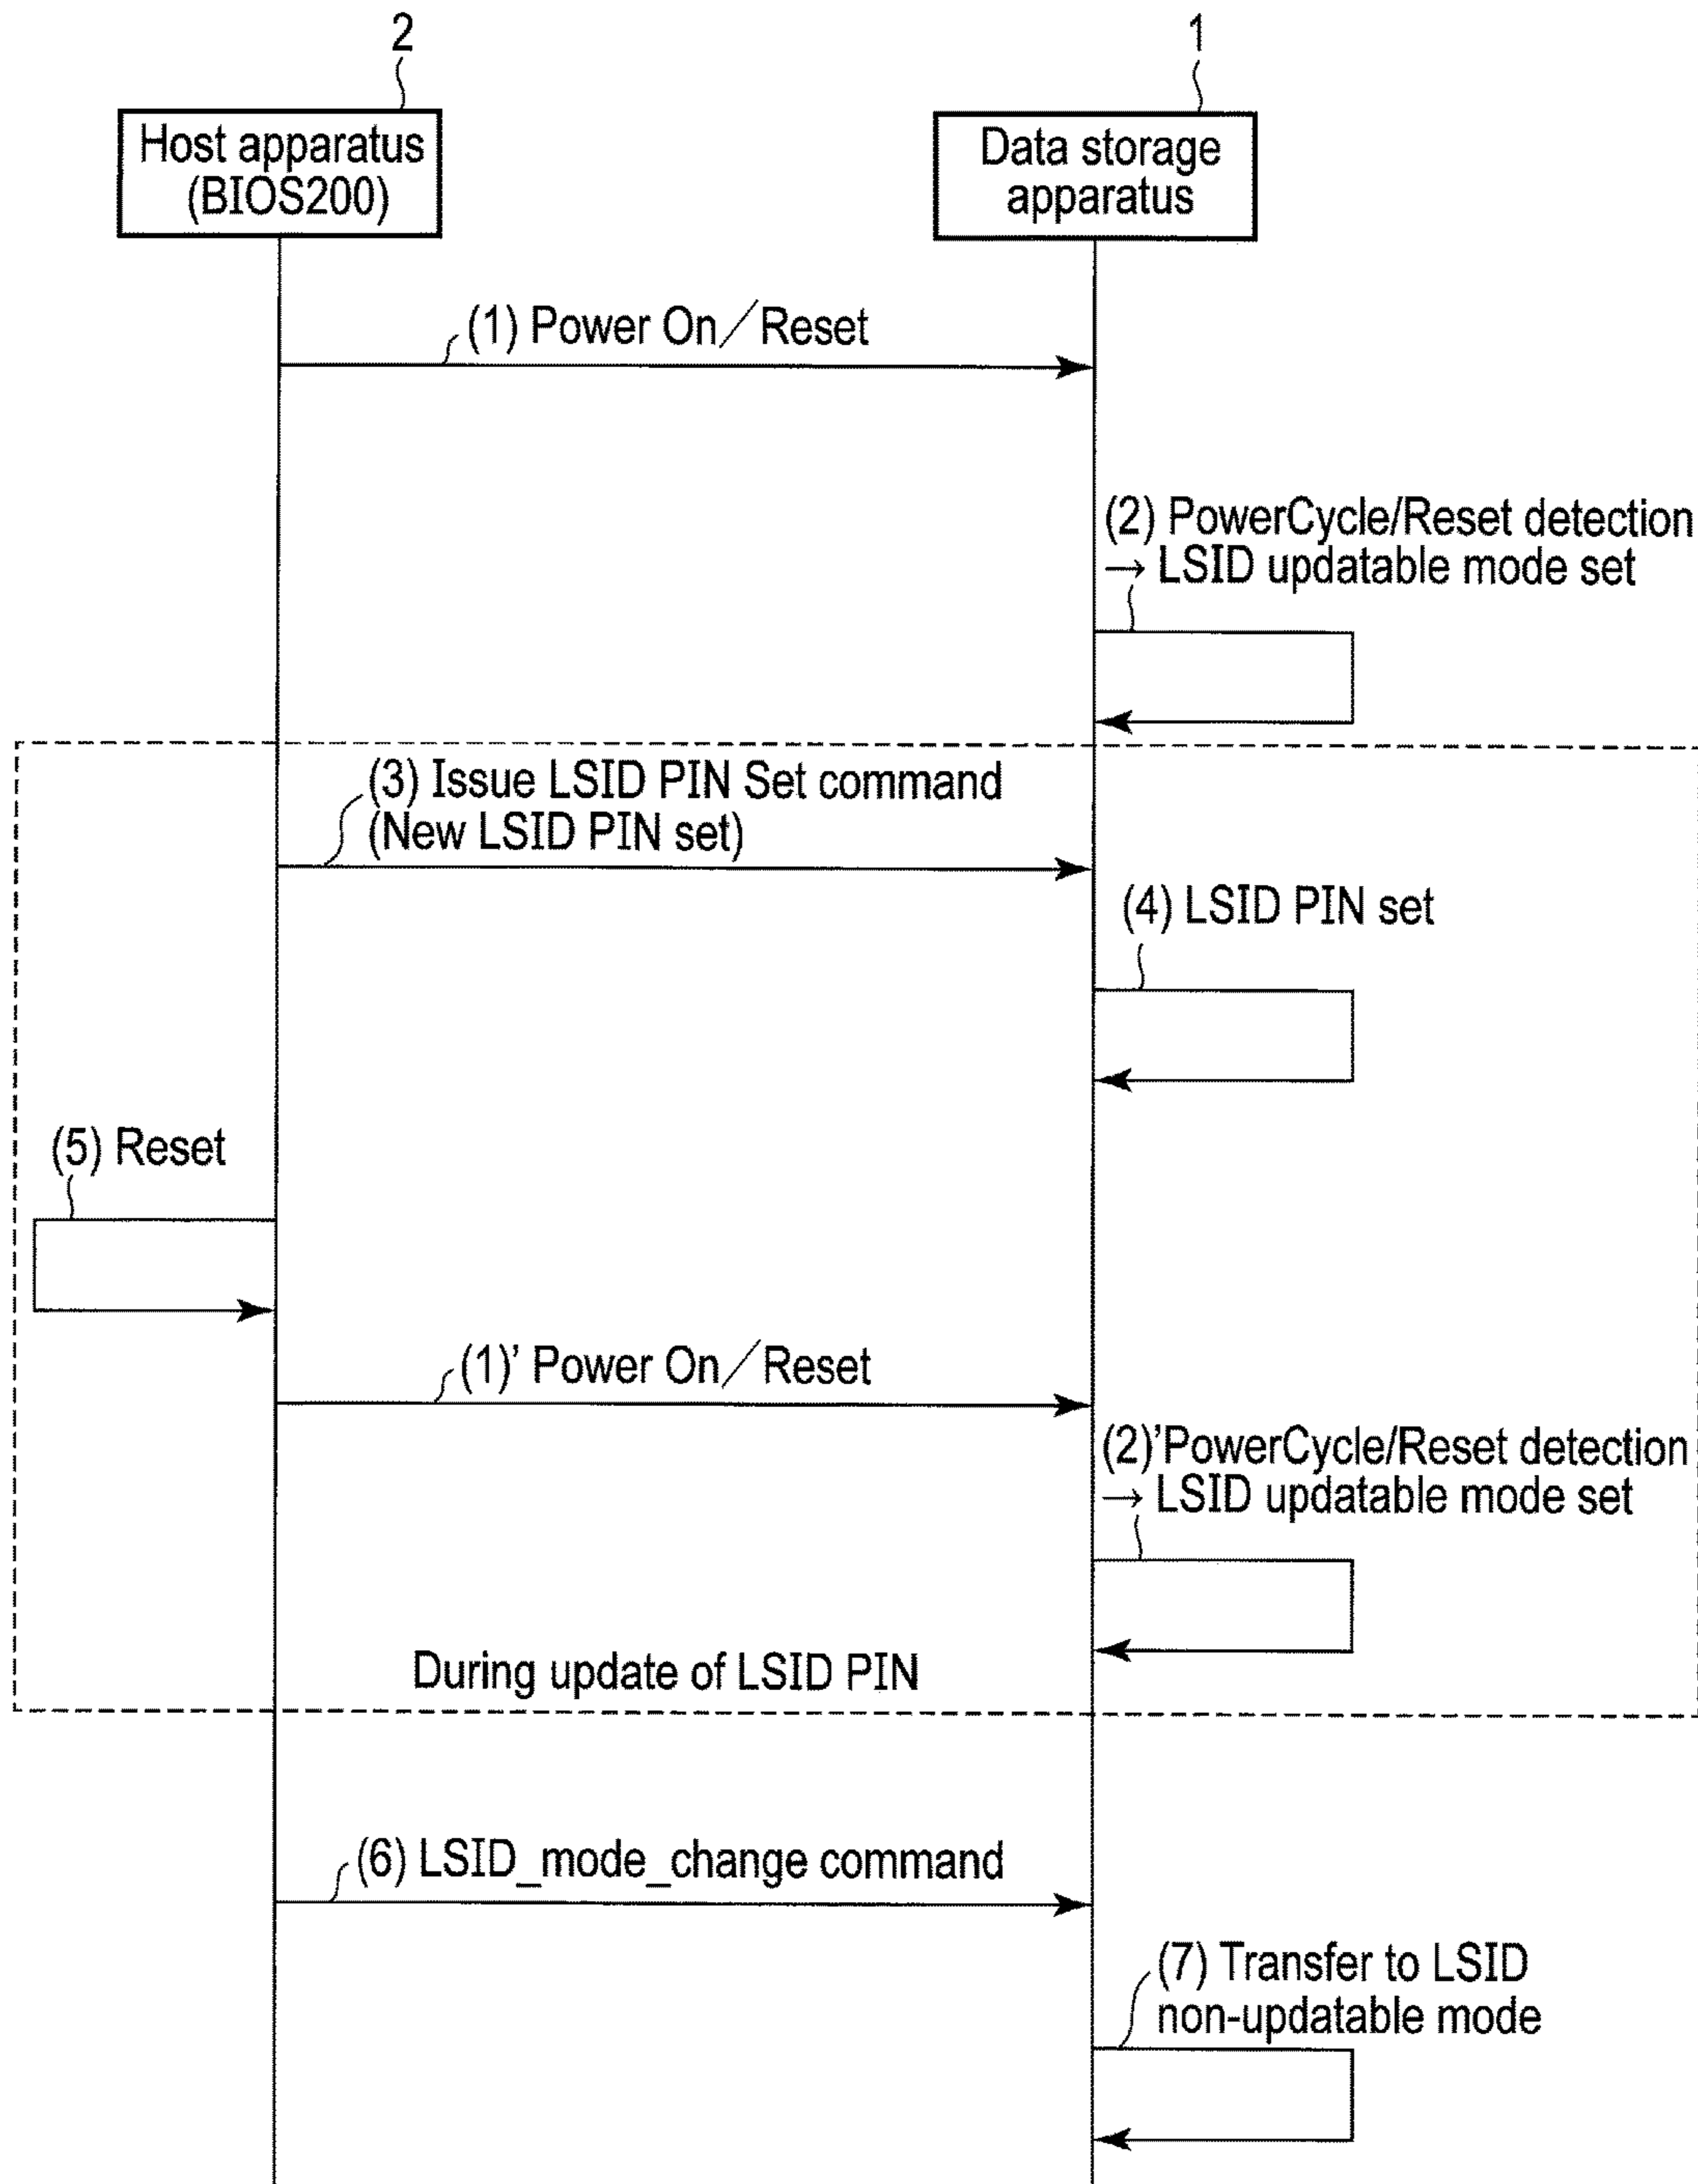 2
1
Host apparatus
(BIOS200)
Data storage
apparatus
(1) Power On／Reset
(2) PowerCycle/Reset detection
→ LSID updatable mode set
(3) Issue LSID PIN Set command
(New LSID PIN set)
(4) LSID PIN set
(5) Reset
(1)’ Power On／Reset
(2)’PowerCycle/Reset detection
→ LSID updatable mode set
During update of LSID PIN
(6) LSID_mode_change command
(7) Transfer to LSID
non-updatable mode